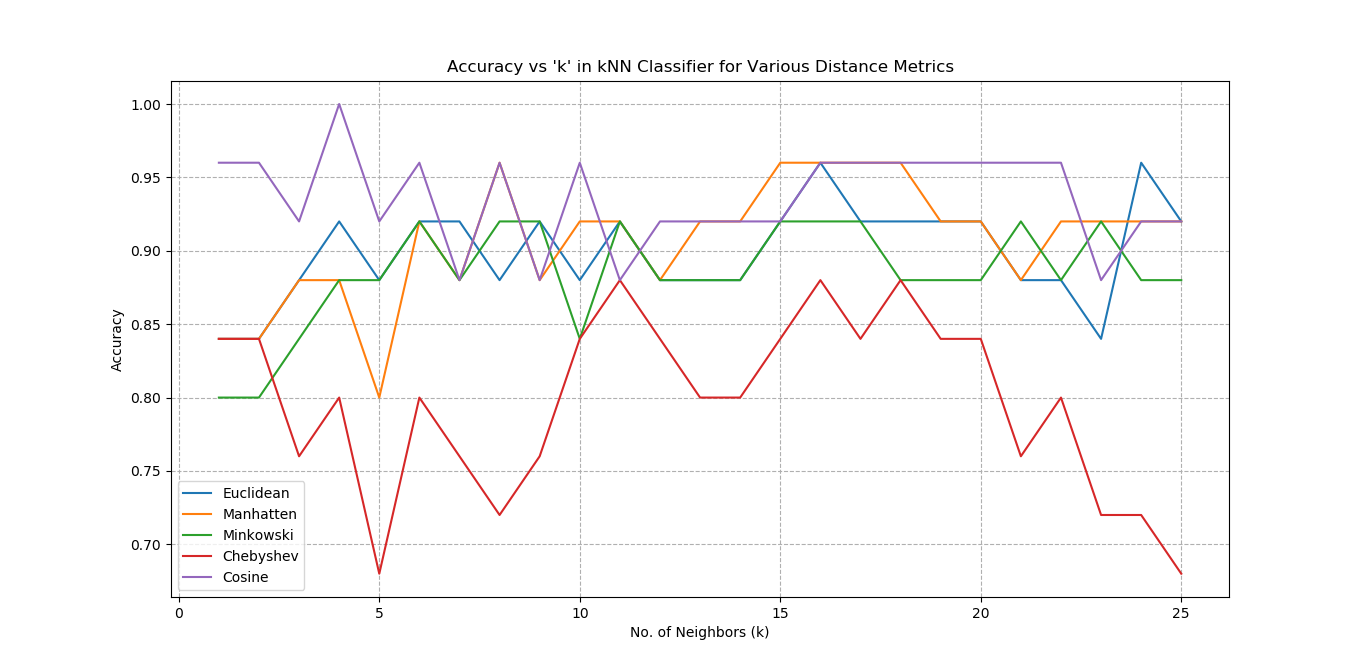 Accuracy vs 'k' in kNN Classifier for Various Distance Metrics
Accuracy
1.00
0.95
0.90
0.85
0.80
0.75
0.70
Euclidean
Manhatten
Minkowski
Chebyshev
Cosine
0 5 10 15 20 25
No. of Neighbors (k)